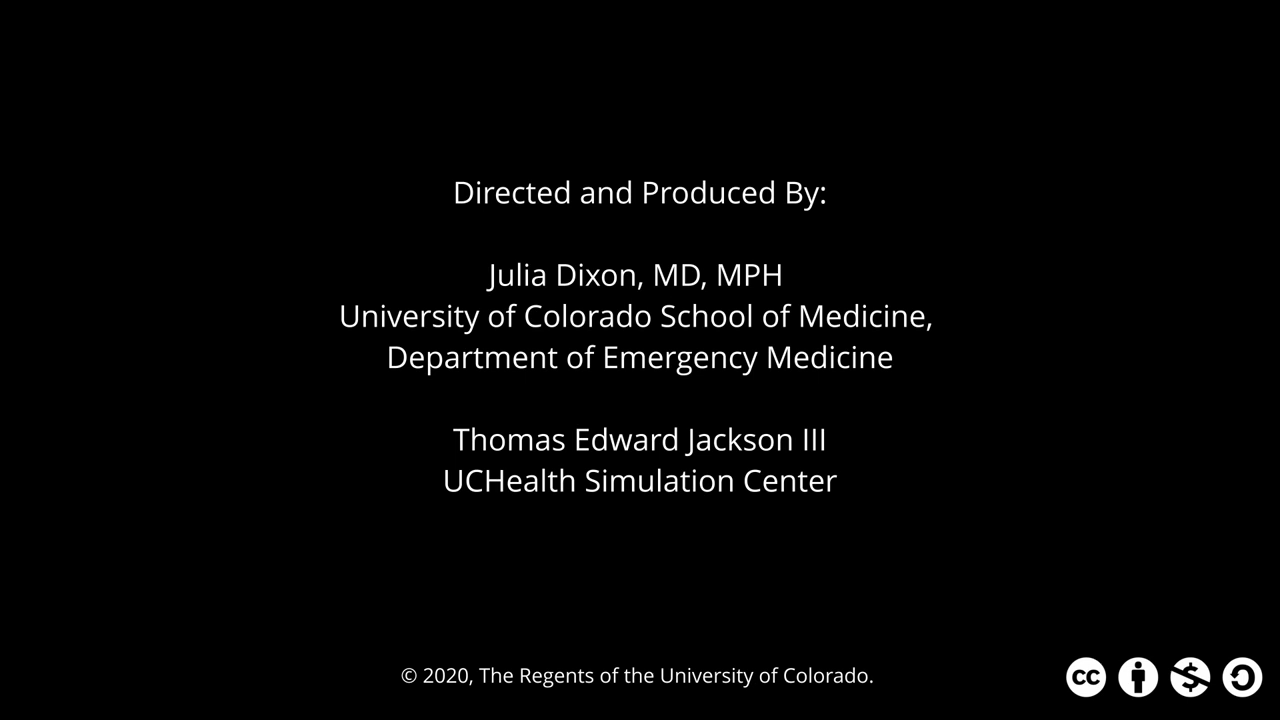 Directed and Produced By:
Julia Dixon, MD, MPH
University of Colorado School of Medicine,
Department of Emergency Medicine
Thomas Edward Jackson III
UCHealth Simulation Center
© 2020, The Regents of the University of Colorado.
cc